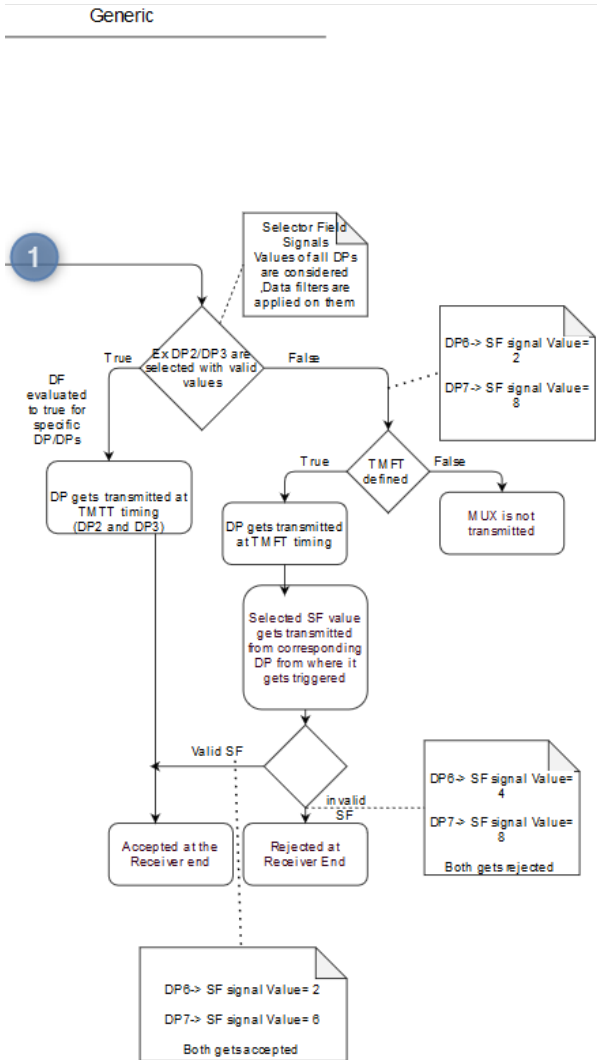 Generic
1
Selector Field
Signals
Values of all DPs
are considered
,Data filters are
applied on them
Ex DP2/DP3 are
selected with valid
values
True
False
DF
evaluated
to true for
specific
DP/DPs
DP6-> SF signal Value=
2
DP7-> SF signal Value=
8
DP gets transmitted at
TMTT timing
(DP2 and DP3)
TMFT
defined
True
False
DP gets transmitted
at TMFT timing
MUX is not
transmitted
Selected SF value
gets transmitted
from corresponding
DP from where it
gets triggered
Valid SF
invalid
SF
DP6-> SF signal Value=
4
DP7-> SF signal Value=
8
Both gets rejected
Accepted at the
Receiver end
Rejected at
Receiver End
DP6-> SF signal Value= 2
DP7-> SF signal Value= 6
Both gets accepted